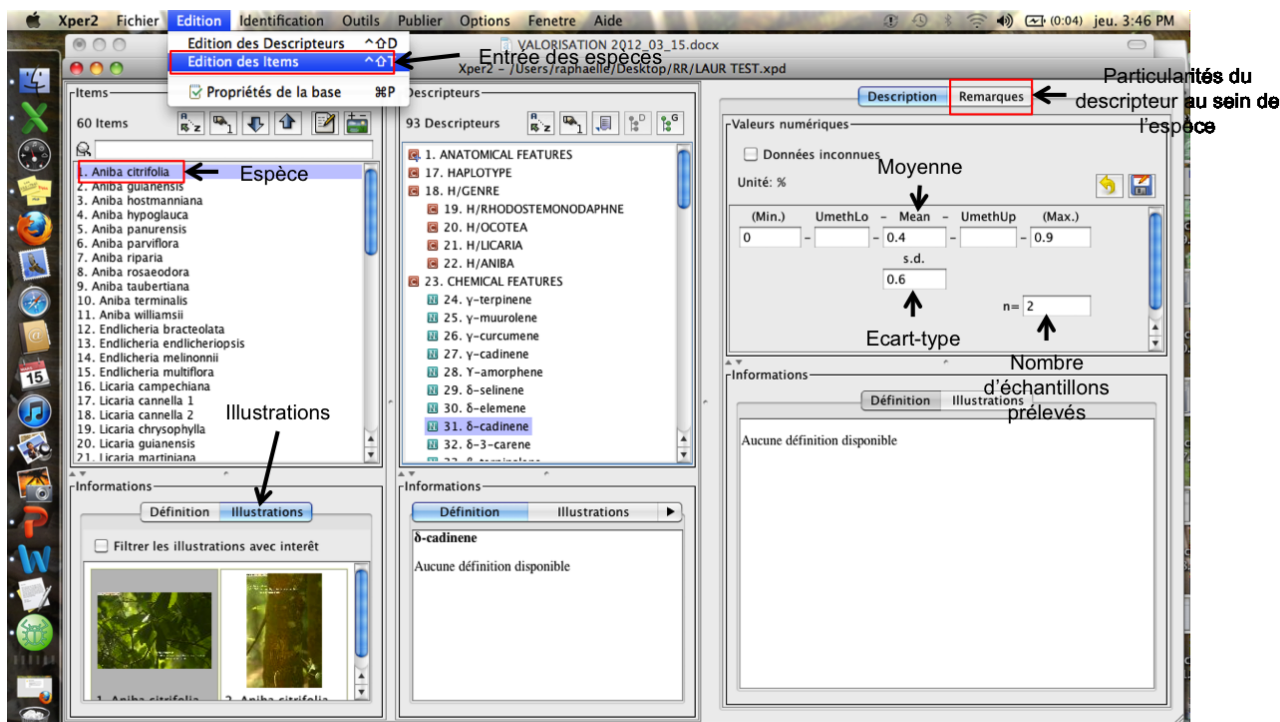 Xper2 Fichier Edition Identification Outils Publier Options Fenetre Aide (0:04) jeu. 3:46 PM
Edition des Descripteurs ^⇧D
Edition des Items ^⇧T
Propriétés de la base ⌘P
VALORISATION 2012_03_15.docx
Entrée des espèces
Xper2 - /Users/raphaelle/Desktop/RR/LAUR TEST.xpd
Particularités du
descripteur au sein de
l'espèce
Items
60 Items
1. Aniba citrifolia
Espèce
2. Aniba guianensis
3. Aniba hostmanniana
4. Aniba hypoglauca
5. Aniba panurensis
6. Aniba parviflora
7. Aniba riparia
8. Aniba rosaeodora
9. Aniba taubertiana
10. Aniba terminalis
11. Aniba williamsii
12. Endlicheria bracteolata
13. Endlicheria endlicheriopsis
14. Endlicheria melinonnii
15. Endlicheria multiflora
16. Licaria campechiana
17. Licaria cannella 1
18. Licaria cannella 2
19. Licaria chrysophylla
20. Licaria guianensis
21. Licaria martiniana
Illustrations
Informations
Définition Illustrations
Filtrer les illustrations avec interêt
1. Aniba citrifolia 2. Aniba citrifolia
15
Descripteurs
93 Descripteurs
1. ANATOMICAL FEATURES
17. HAPLOTYPE
18. H/GENRE
19. H/RHODOSTEMONODAPHNE
20. H/OCOTEA
21. H/LICARIA
22. H/ANIBA
23. CHEMICAL FEATURES
24. γ-terpinene
25. γ-muurolene
26. γ-curcumene
27. γ-cadinene
28. Υ-amorphene
29. δ-selinene
30. δ-elemene
31. δ-cadinene
32. δ-3-carene
Informations
Définition Illustrations
δ-cadinene
Aucune définition disponible
Description Remarques
Valeurs numériques
Données inconnues
Moyenne
Unité: %
(Min.) UmethLo - Mean - UmethUp (Max.)
0 - - 0.4 - - 0.9
s.d.
0.6
n= 2
Ecart-type
Nombre
d'échantillons
prélevés
Informations
Définition Illustrations
Aucune définition disponible